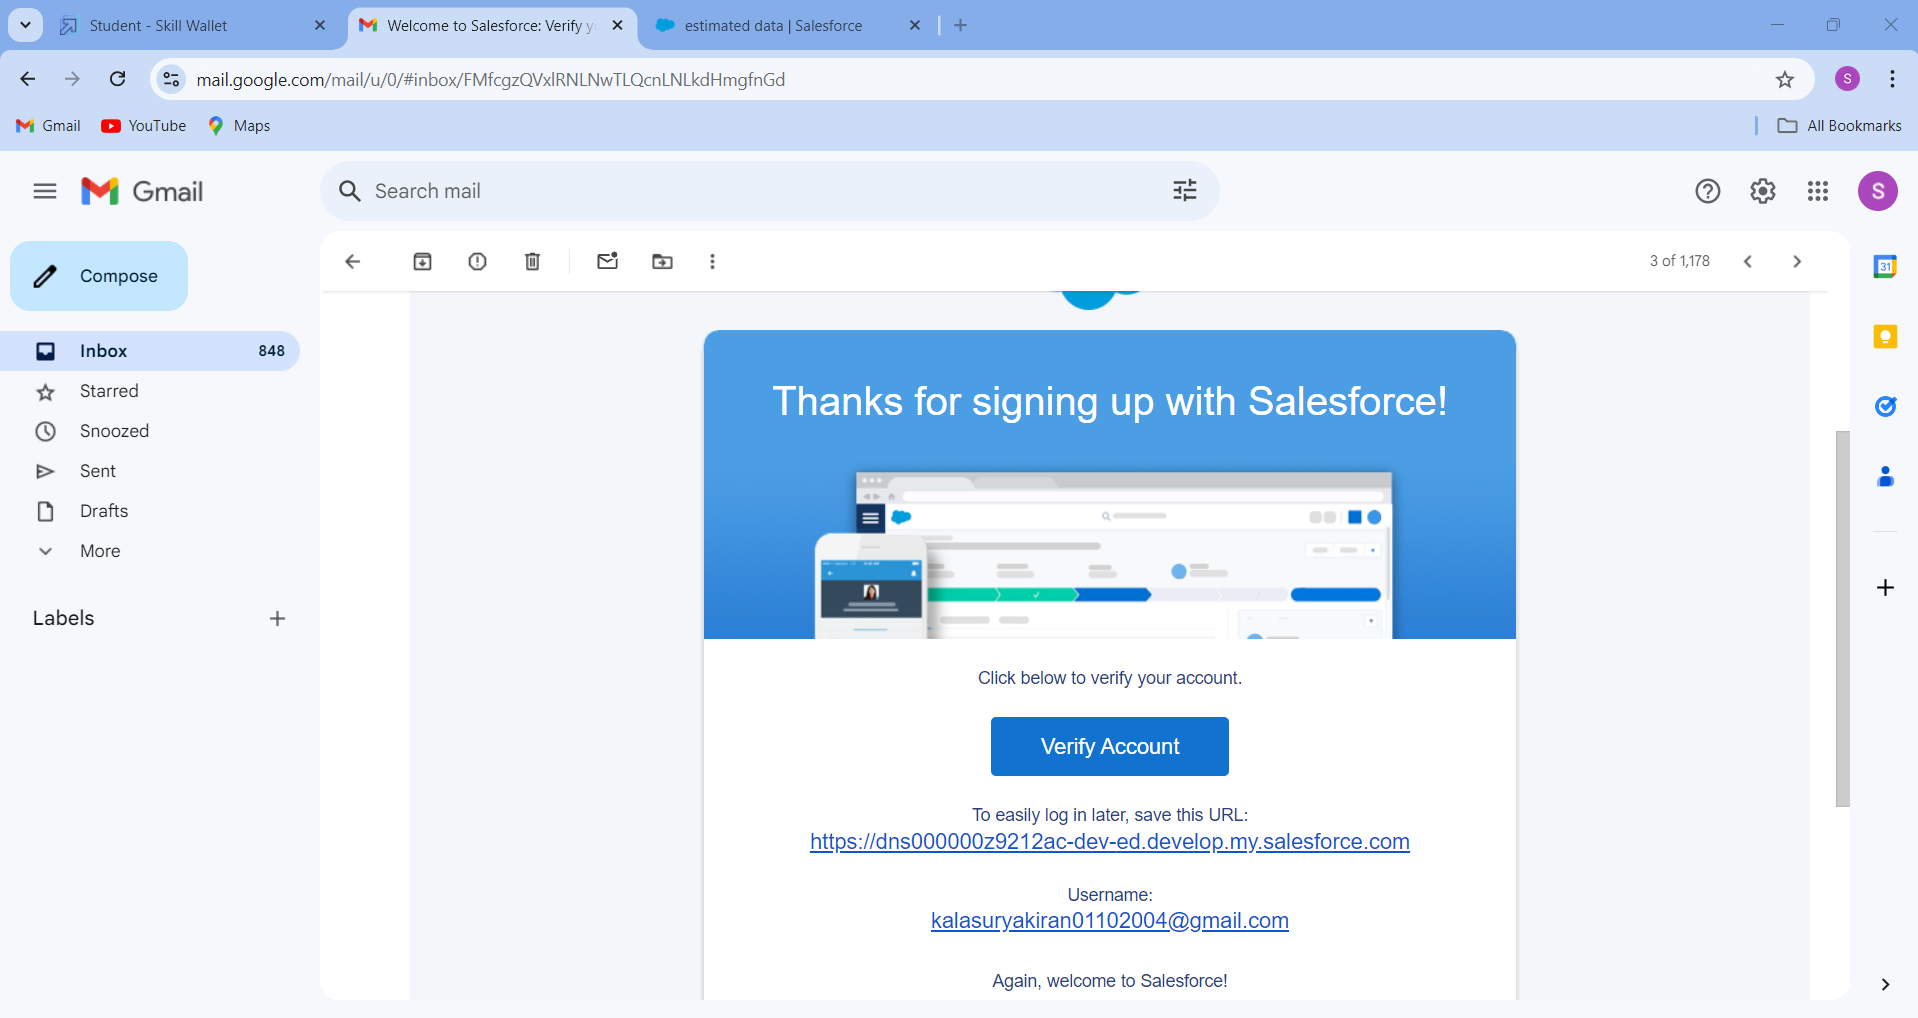 Student - Skill Wallet
Welcome to Salesforce: Verify y
estimated data | Salesforce
mail.google.com/mail/u/0/#inbox/FMfcgzQVxlRNLNwTLQcnLNLkdHmgfnGd
S
Gmail
YouTube
Maps
All Bookmarks
Gmail
Search mail
S
Compose
3 of 1,178
31
Inbox 848
Starred
Snoozed
Sent
Drafts
More
Labels
Thanks for signing up with Salesforce!
Click below to verify your account.
Verify Account
To easily log in later, save this URL:
https://dns000000z9212ac-dev-ed.develop.my.salesforce.com
Username:
kalasuryakiran01102004@gmail.com
Again, welcome to Salesforce!